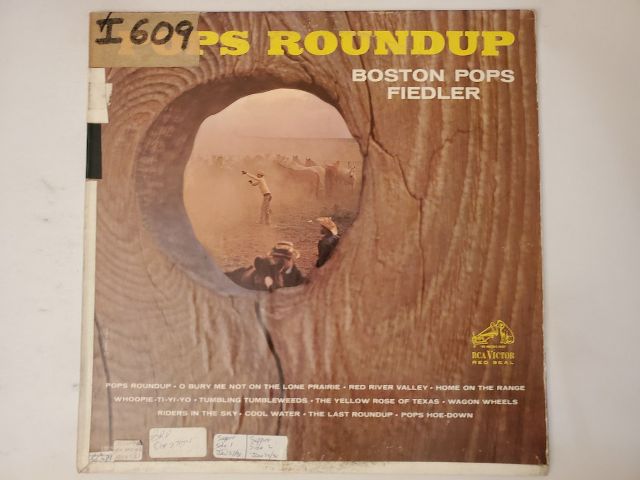 I609
POPS ROUNDUP
BOSTON POPS
FIEDLER
RCA VICTOR
RED SEAL
POPS ROUNDUP • O BURY ME NOT ON THE LONE PRAIRIE • RED RIVER VALLEY • HOME ON THE RANGE
WHOOPIE-TI-YI-YO • TUMBLING TUMBLEWEEDS • THE YELLOW ROSE OF TEXAS • WAGON WHEELS
RIDERS IN THE SKY • COOL WATER • THE LAST ROUNDUP • POPS HOE-DOWN